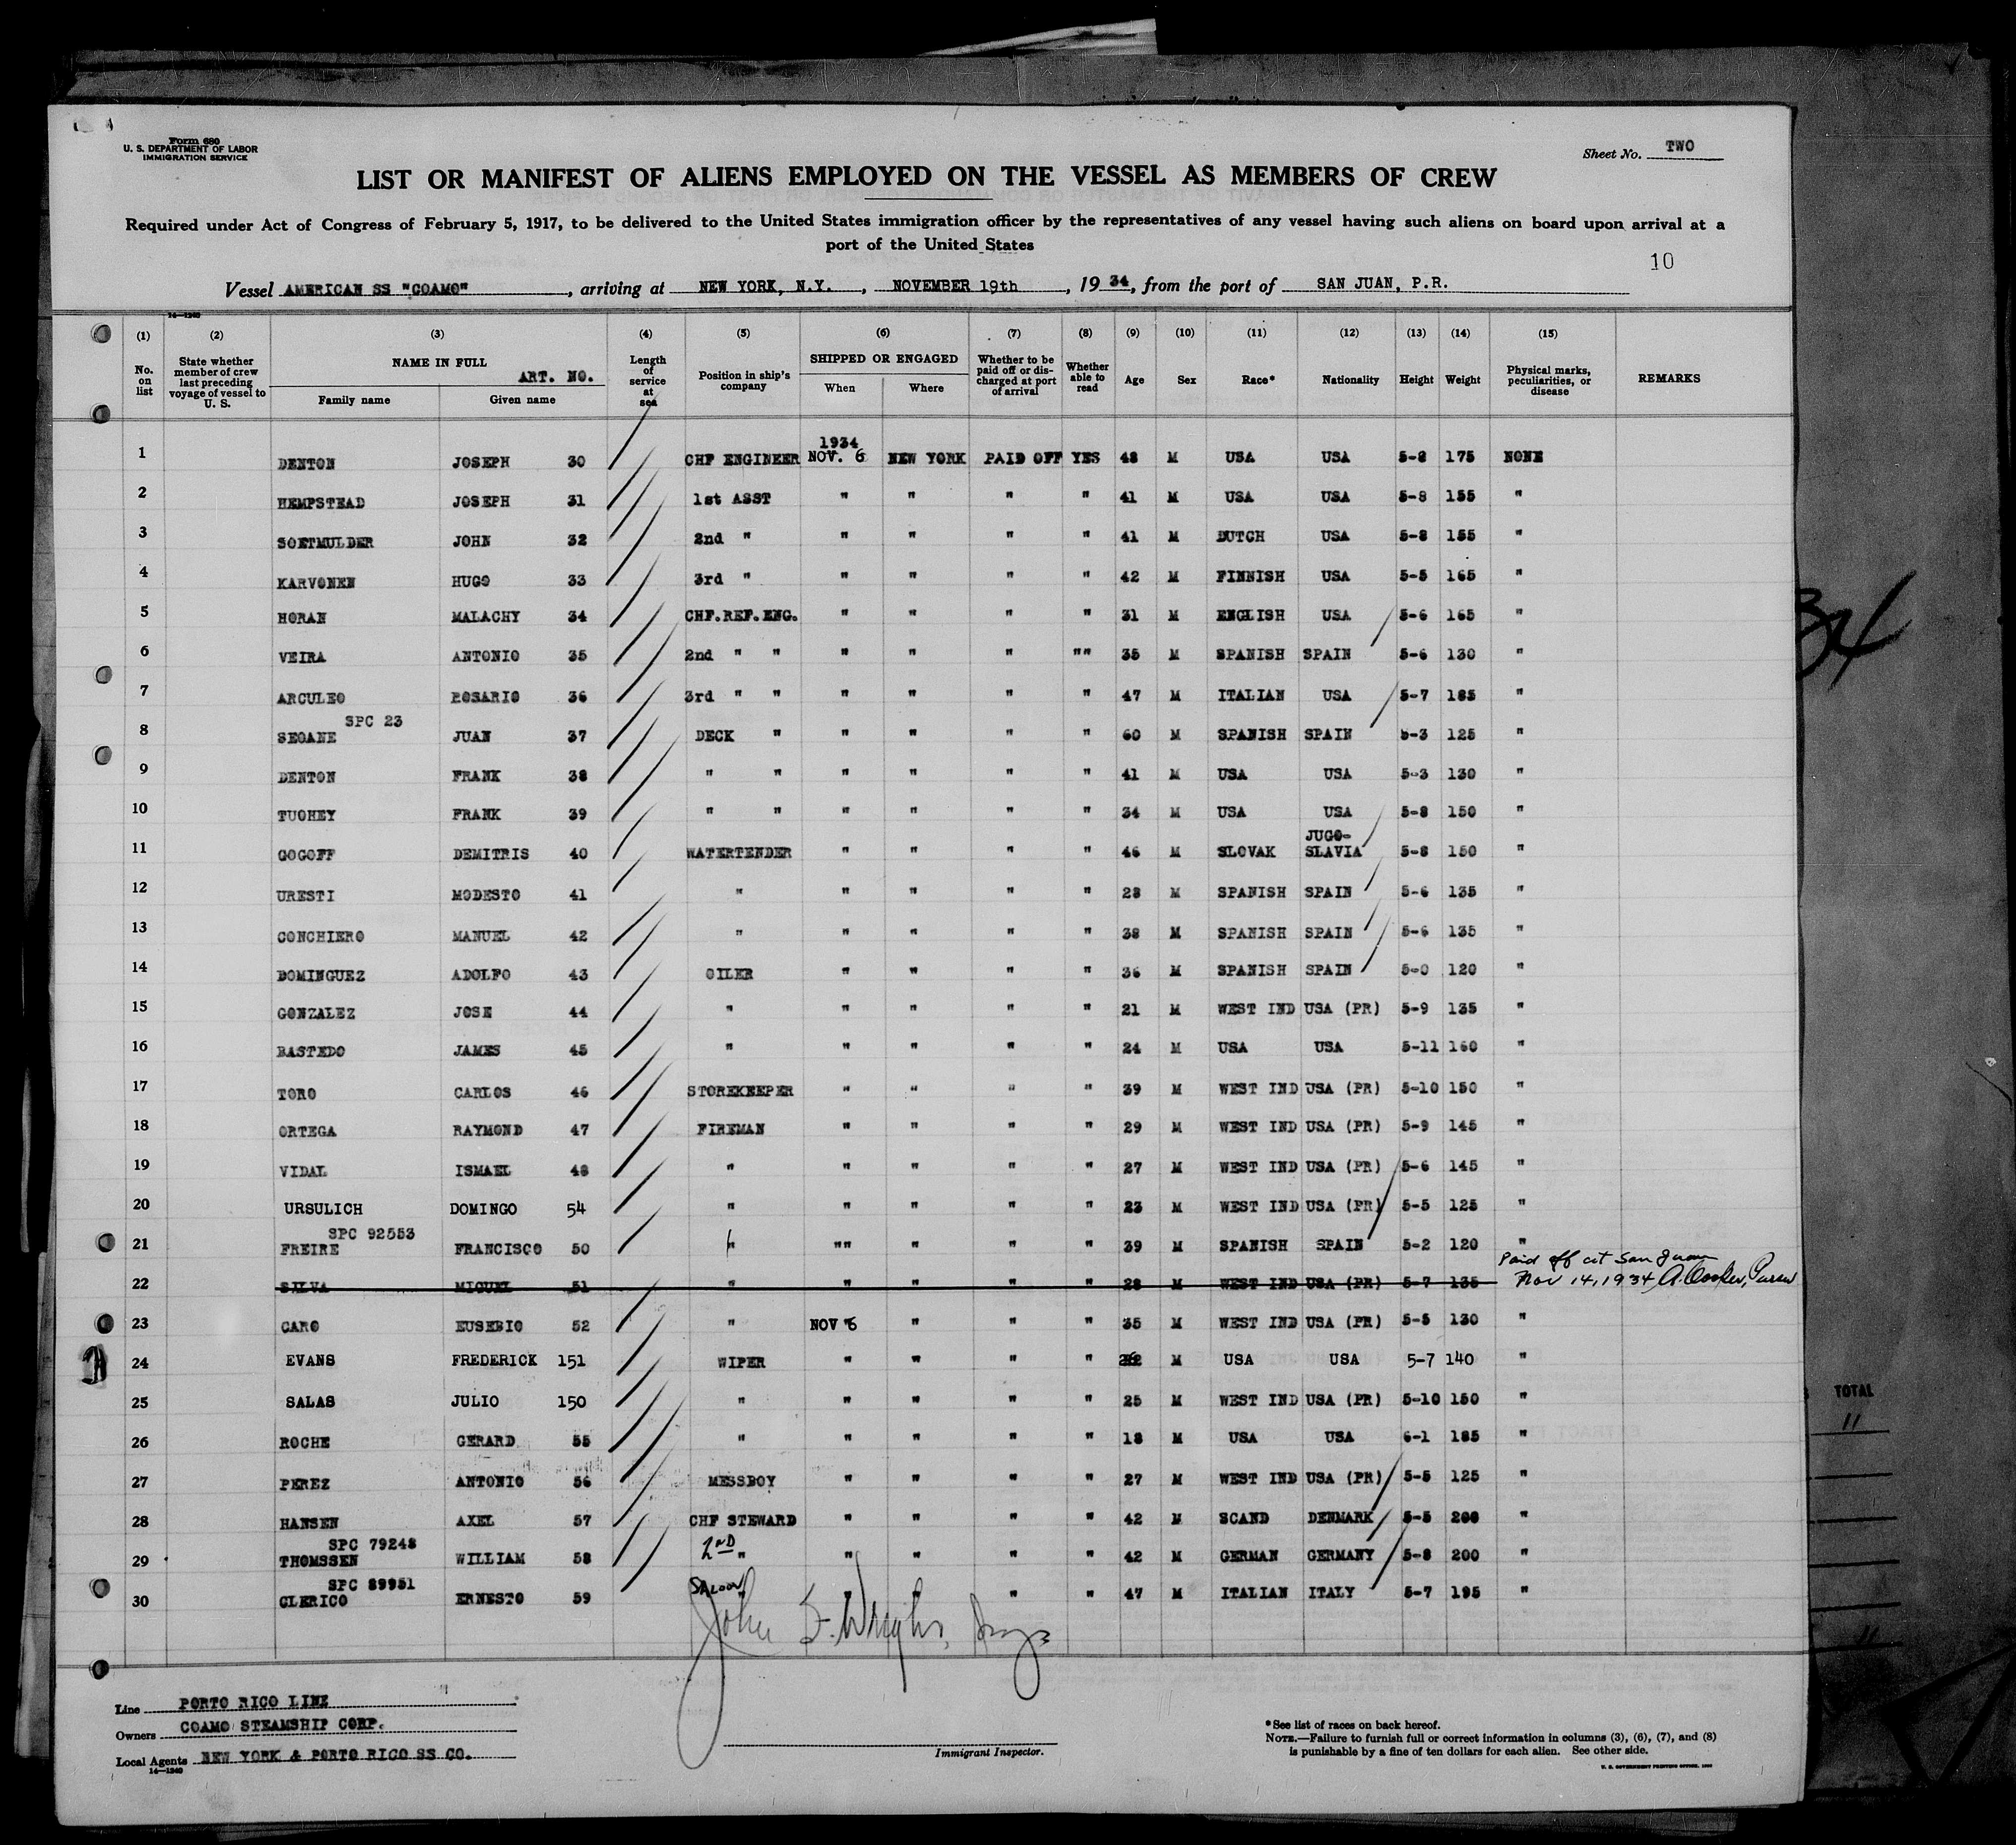 Form 680
U. S. DEPARTMENT OF LABOR
IMMIGRATION SERVICE
Sheet No. TWO
LIST OR MANIFEST OF ALIENS EMPLOYED ON THE VESSEL AS MEMBERS OF CREW
Required under Act of Congress of February 5, 1917, to be delivered to the United States immigration officer by the representatives of any vessel having such aliens on board upon arrival at a
port of the United States
10
Vessel AMERICAN SS "COAMO", arriving at NEW YORK, N.Y., NOVEMBER 19th, 1934, from the port of SAN JUAN, P.R.
14-1240
(1) (2) (3) (4) (5) (6) (7) (8) (9) (10) (11) (12) (13) (14) (15)
No. on list | State whether member of crew last preceding voyage of vessel to U. S. | NAME IN FULL ART. NO. Family name Given name | Length of service at sea | Position in ship's company | SHIPPED OR ENGAGED When Where | Whether to be paid off or discharged at port of arrival | Whether able to read | Age | Sex | Race* | Nationality | Height | Weight | Physical marks, peculiarities, or disease | REMARKS
1 DENTON JOSEPH 30 CHF ENGINEER 1934 NOV. 6 NEW YORK PAID OFF YES 48 M USA USA 5-8 175 NONE
2 HEMPSTEAD JOSEPH 31 1st ASST " " " " 41 M USA USA 5-8 155 "
3 SOETMULDER JOHN 32 2nd " " " " " 41 M DUTCH USA 5-8 155 "
4 KARVONEN HUGO 33 3rd " " " " " 42 M FINNISH USA 5-5 165 "
5 HORAN MALACHY 34 CHF.REF.ENG. " " " " 31 M ENGLISH USA 5-6 165 "
6 VEIRA ANTONIO 35 2nd " " " " " "" 35 M SPANISH SPAIN 5-6 130 "
7 ARCULEO ROSARIO 36 3rd " " " " " " 47 M ITALIAN USA 5-7 185 "
SPC 23
8 SEOANE JUAN 37 DECK " " " " " 60 M SPANISH SPAIN 5-3 125 "
9 DENTON FRANK 38 " " " " " " 41 M USA USA 5-3 130 "
10 TUOHEY FRANK 39 " " " " " " 34 M USA USA 5-8 150 "
11 GOGOFF DEMITRIS 40 WATERTENDER " " " " 46 M SLOVAK JUGO-SLAVIA 5-8 150 "
12 URESTI MODESTO 41 " " " " " 28 M SPANISH SPAIN 5-6 135 "
13 CONCHIERO MANUEL 42 " " " " " 38 M SPANISH SPAIN 5-6 135 "
14 DOMINGUEZ ADOLFO 43 OILER " " " " 36 M SPANISH SPAIN 5-0 120 "
15 GONZALEZ JOSE 44 " " " " " 21 M WEST IND USA (PR) 5-9 135 "
16 BASTEDO JAMES 45 " " " " " 24 M USA USA 5-11 160 "
17 TORO CARLOS 46 STOREKEEPER " " " " 39 M WEST IND USA (PR) 5-10 150 "
18 ORTEGA RAYMOND 47 FIREMAN " " " " 29 M WEST IND USA (PR) 5-9 145 "
19 VIDAL ISMAEL 48 " " " " " 27 M WEST IND USA (PR) 5-6 145 "
20 URSULICH DOMINGO 54 " " " " " 23 M WEST IND USA (PR) 5-5 125 "
SPC 92553
21 FREIRE FRANCISCO 50 " "" " " " 39 M SPANISH SPAIN 5-2 120 "
Paid off at San Juan
22 SILVA MIGUEL 51 " " " " " 28 M WEST IND USA (PR) 5-7 135 Nov 14, 1934 A. Purser
23 CARO EUSEBIO 52 " NOV 6 " " " 35 M WEST IND USA (PR) 5-5 130 "
24 EVANS FREDERICK 151 WIPER " " " " M USA USA 5-7 140 "
25 SALAS JULIO 150 " " " " " 25 M WEST IND USA (PR) 5-10 150 "
26 ROCHE GERARD 55 " " " " " 18 M USA USA 6-1 185 "
27 PEREZ ANTONIO 56 MESSBOY " " " " 27 M WEST IND USA (PR) 5-5 125 "
28 HANSEN AXEL 57 CHF STEWARD " " " " 42 M SCAND DENMARK 5-5 200 "
SPC 79248
29 THOMSSEN WILLIAM 58 2ND " " " " " 42 M GERMAN GERMANY 5-8 200 "
SPC 89951
30 CLERICO ERNESTO 59 SALOON " " " " " 47 M ITALIAN ITALY 5-7 195 "
John F. Wright
Line PORTO RICO LINE
Owners COAMO STEAMSHIP CORP.
Local Agents NEW YORK & PORTO RICO SS CO.
14-1240
Immigrant Inspector.
*See list of races on back hereof.
NOTE.—Failure to furnish full or correct information in columns (3), (6), (7), and (8)
is punishable by a fine of ten dollars for each alien. See other side.
U. S. GOVERNMENT PRINTING OFFICE
34
TOTAL
11
11